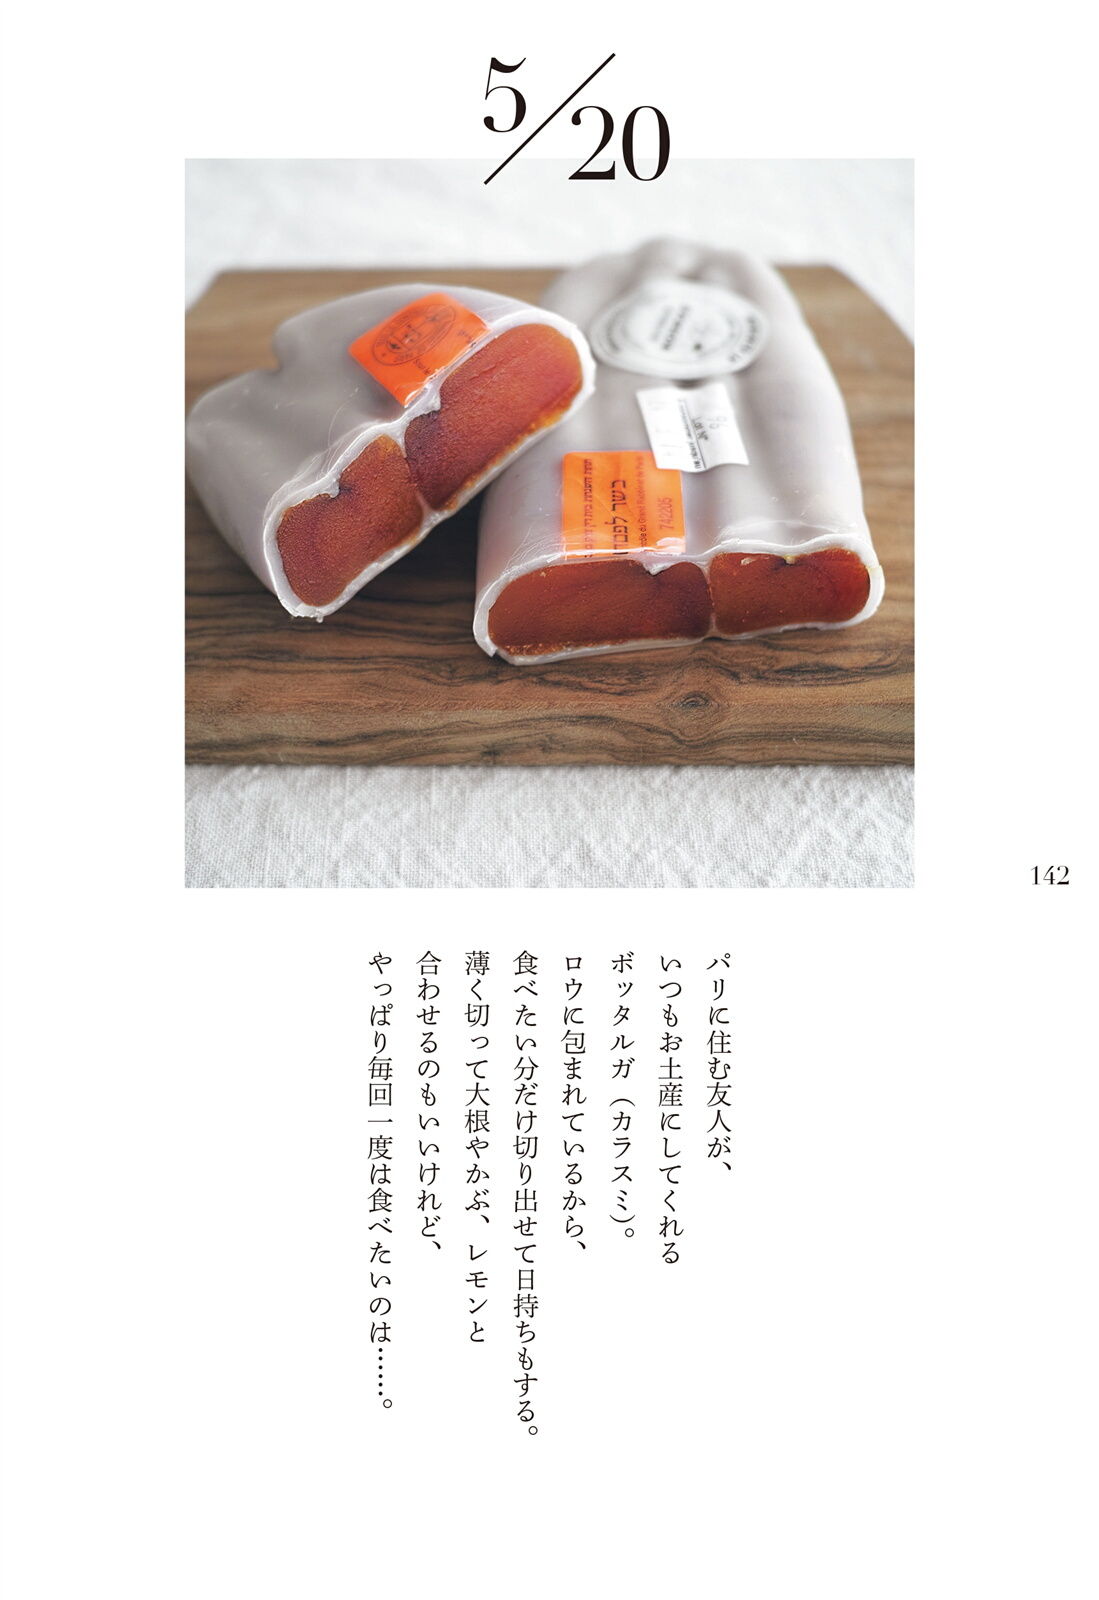 5/20
כשר לפסח
742205
142
パリに住む友人が、
いつもお土産にしてくれる
ボッタルガ（カラスミ）。
ロウに包まれているから、
食べたい分だけ切り出せて日持ちもする。
薄く切って大根やかぶ、レモンと
合わせるのもいいけれど、
やっぱり毎回一度は食べたいのは……。